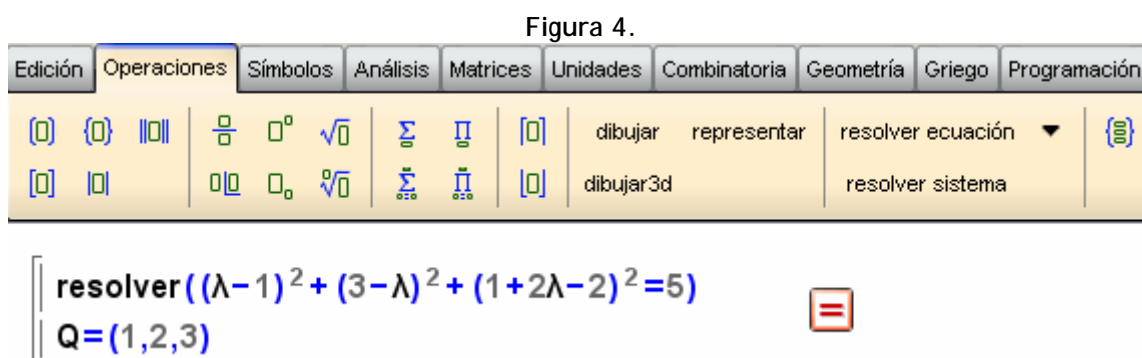 Figura 4.
Edición Operaciones Símbolos Análisis Matrices Unidades Combinatoria Geometría Griego Programación
dibujar representar resolver ecuación
dibujar3d resolver sistema
resolver((λ-1)²+(3-λ)²+(1+2λ-2)²=5)
Q=(1,2,3)